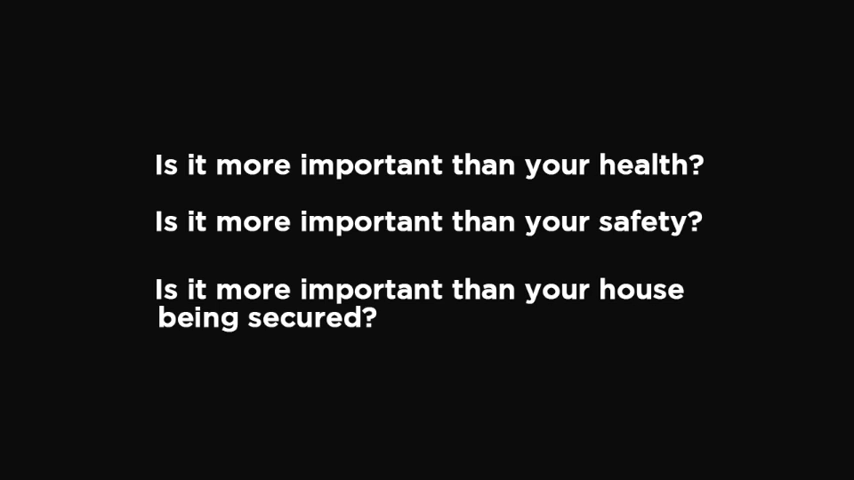 Is it more important than your health?
Is it more important than your safety?
Is it more important than your house
being secured?